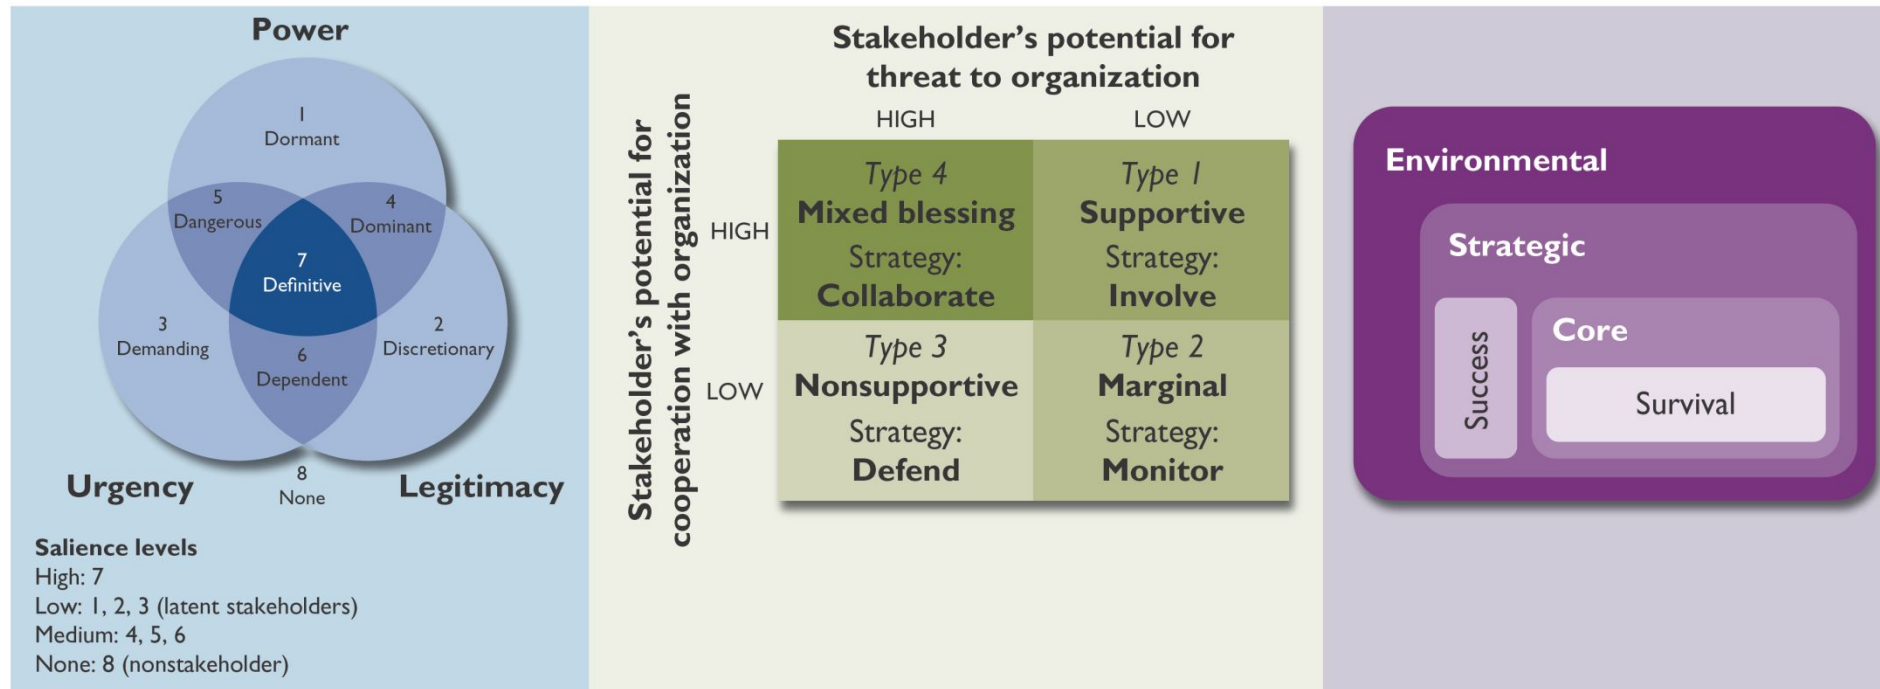 Power
1
Dormant
5
Dangerous
4
Dominant
7
Definitive
3
Demanding
2
Discretionary
6
Dependent
Urgency
8
None
Legitimacy
Salience levels
High: 7
Low: 1, 2, 3 (latent stakeholders)
Medium: 4, 5, 6
None: 8 (nonstakeholder)
Stakeholder’s potential for
threat to organization
HIGH
LOW
Stakeholder’s potential for
cooperation with organization
HIGH
Type 4
Mixed blessing
Strategy:
Collaborate
Type 1
Supportive
Strategy:
Involve
LOW
Type 3
Nonsupportive
Strategy:
Defend
Type 2
Marginal
Strategy:
Monitor
Environmental
Strategic
Success
Core
Survival